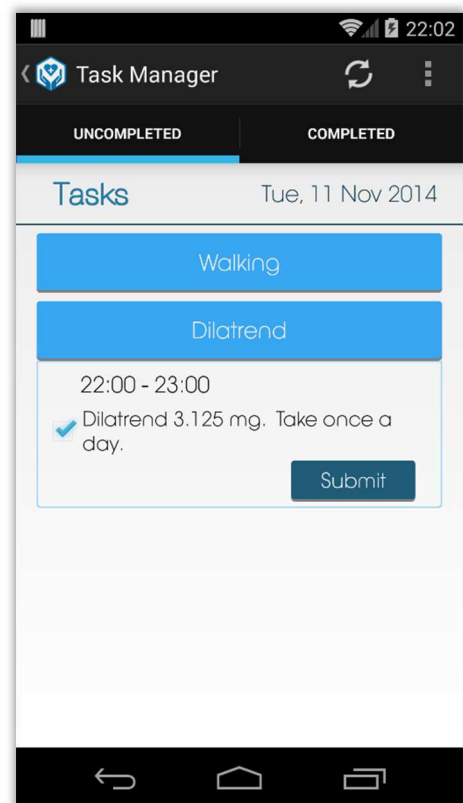 22:02
Task Manager
UNCOMPLETED COMPLETED
Tasks Tue, 11 Nov 2014
Walking
Dilatrend
22:00 - 23:00
Dilatrend 3.125 mg. Take once a
day.
Submit